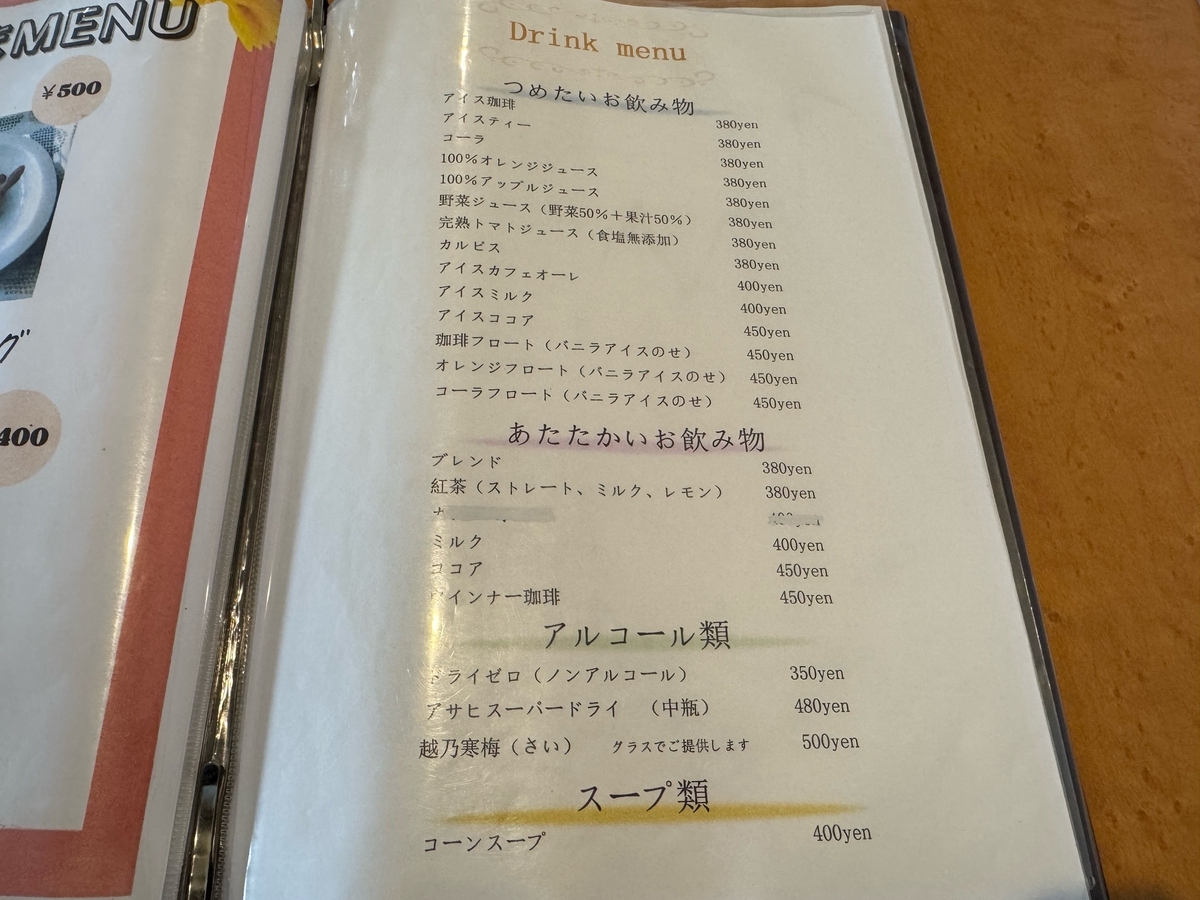 MENU
¥500
グ
400
Drink menu
つめたいお飲み物
アイス珈琲 380yen
アイスティー 380yen
コーラ 380yen
100%オレンジジュース 380yen
100%アップルジュース 380yen
野菜ジュース（野菜50%＋果汁50%） 380yen
完熟トマトジュース（食塩無添加） 380yen
カルピス 380yen
アイスカフェオーレ 400yen
アイスミルク 400yen
アイスココア 450yen
珈琲フロート（バニラアイスのせ） 450yen
オレンジフロート（バニラアイスのせ） 450yen
コーラフロート（バニラアイスのせ） 450yen
あたたかいお飲み物
ブレンド 380yen
紅茶（ストレート、ミルク、レモン） 380yen
ミルク 400yen
ココア 450yen
ウインナー珈琲 450yen
アルコール類
ドライゼロ（ノンアルコール） 350yen
アサヒスーパードライ （中瓶） 480yen
越乃寒梅（さい） グラスでご提供します 500yen
スープ類
コーンスープ 400yen